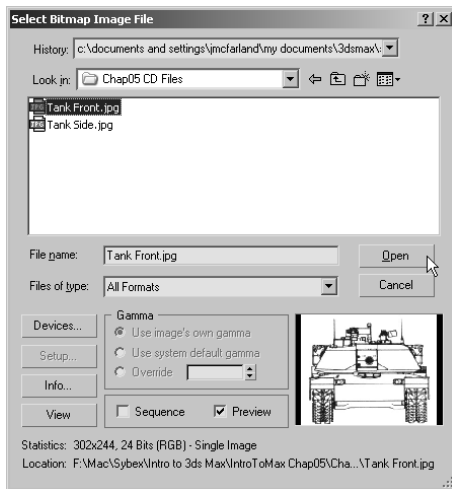 Select Bitmap Image File
History: c:\documents and settings\jmcfarland\my documents\3dsmax\
Look in: Chap05 CD Files
Tank Front.jpg
Tank Side.jpg
File name: Tank Front.jpg Open
Files of type: All Formats Cancel
Devices...
Setup...
Info...
View
Gamma
Use image's own gamma
Use system default gamma
Override
Sequence Preview
Statistics: 302x244, 24 Bits (RGB) - Single Image
Location: F:\Mac\Sybex\Intro to 3ds Max\IntroToMax Chap05\Cha...\Tank Front.jpg